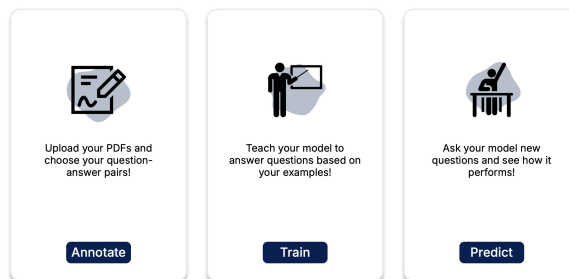 Upload your PDFs and
choose your question-
answer pairs!
Annotate
Teach your model to
answer questions based on
your examples!
Train
Ask your model new
questions and see how it
performs!
Predict